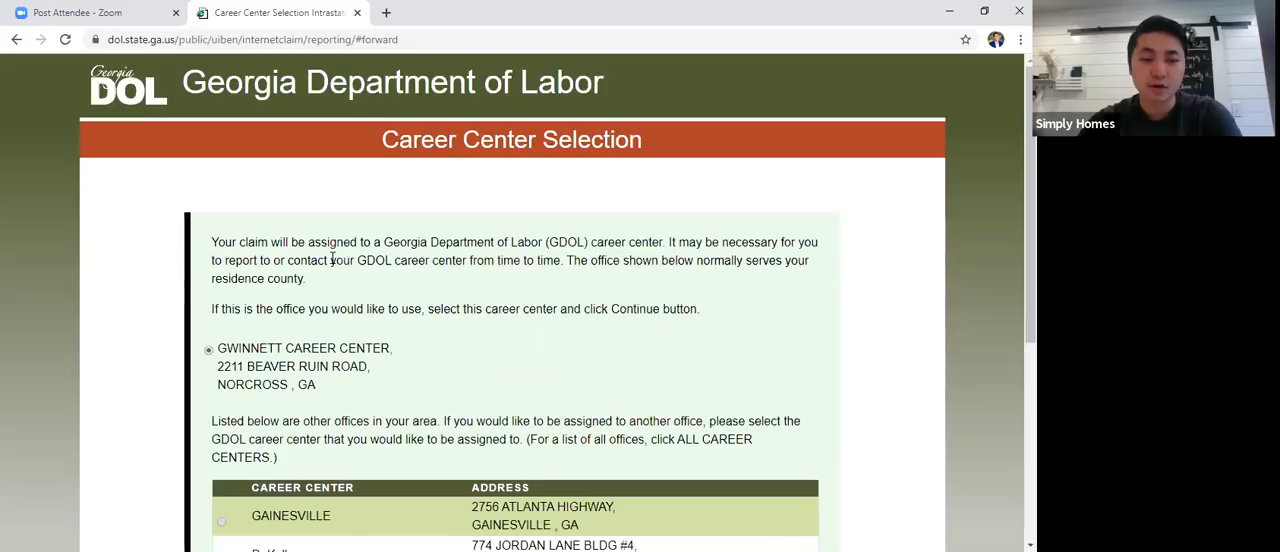 Post Attendee - Zoom
Career Center Selection Intrastat
dol.state.ga.us/public/uiben/internetclaim/reporting/#forward
Georgia
DOL
Georgia Department of Labor
Simply Homes
Career Center Selection
Your claim will be assigned to a Georgia Department of Labor (GDOL) career center. It may be necessary for you
to report to or contact your GDOL career center from time to time. The office shown below normally serves your
residence county.
If this is the office you would like to use, select this career center and click Continue button.
GWINNETT CAREER CENTER,
2211 BEAVER RUIN ROAD,
NORCROSS , GA
Listed below are other offices in your area. If you would like to be assigned to another office, please select the
GDOL career center that you would like to be assigned to. (For a list of all offices, click ALL CAREER
CENTERS.)
CAREER CENTER ADDRESS
GAINESVILLE
2756 ATLANTA HIGHWAY,
GAINESVILLE , GA
774 JORDAN LANE BLDG #4,